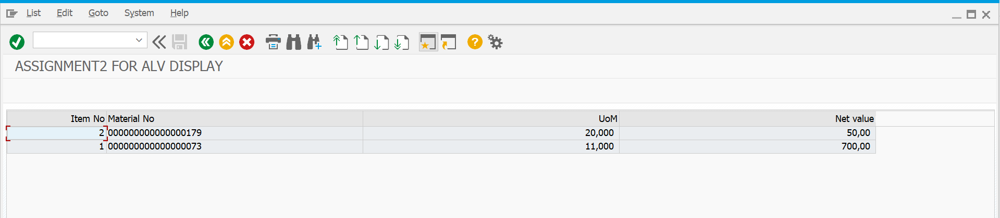 List Edit Goto System Help
ASSIGNMENT2 FOR ALV DISPLAY
Item No Material No UoM Net value
2 000000000000000179 20,000 50,00
1 000000000000000073 11,000 700,00